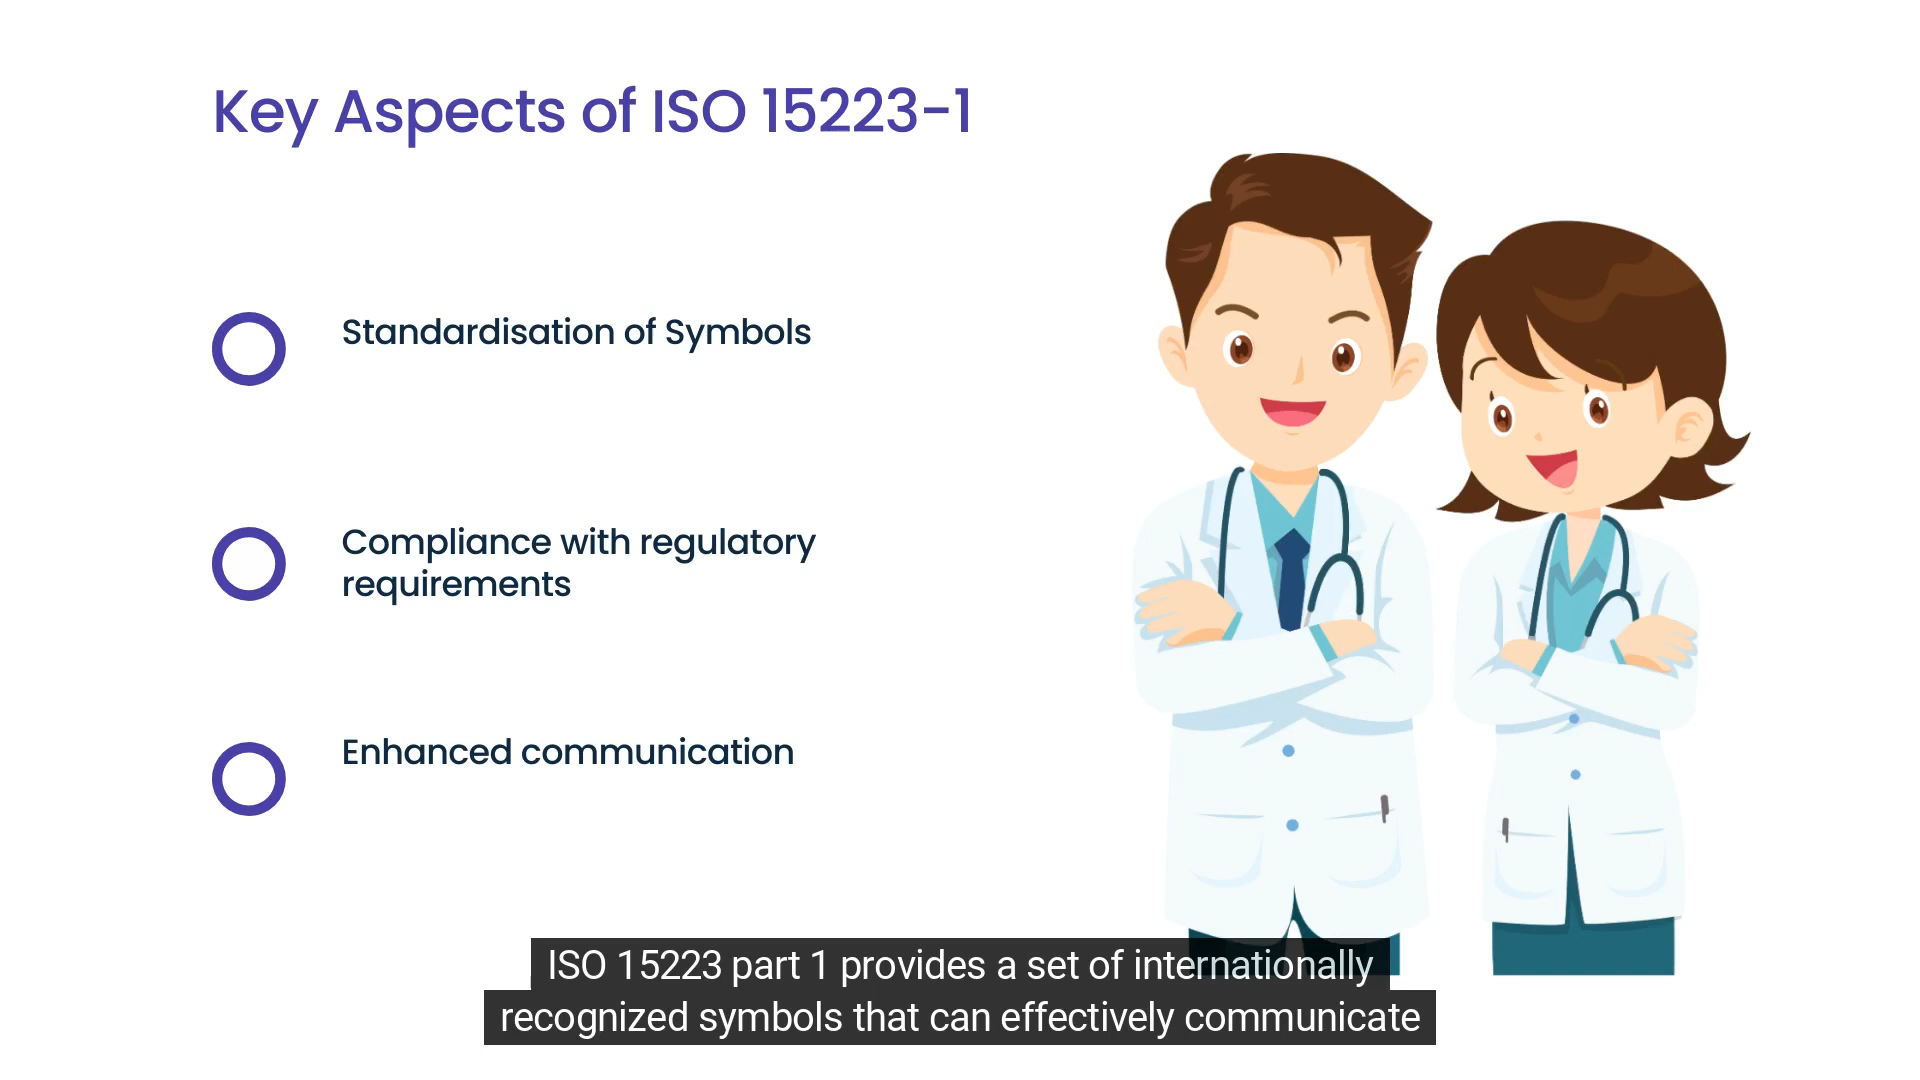 Key Aspects of ISO 15223-1
Standardisation of Symbols
Compliance with regulatory
requirements
Enhanced communication
ISO 15223 part 1 provides a set of internationally
recognized symbols that can effectively communicate